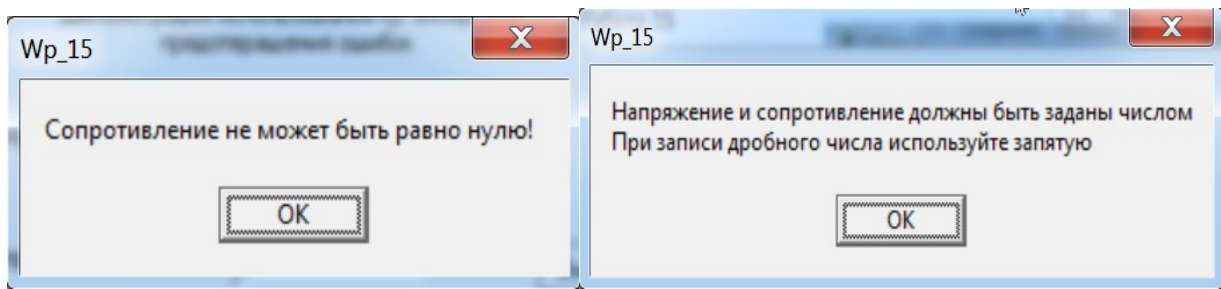 Wp_15
Сопротивление не может быть равно нулю!
OK
Wp_15
Напряжение и сопротивление должны быть заданы числом
При записи дробного числа используйте запятую
OK